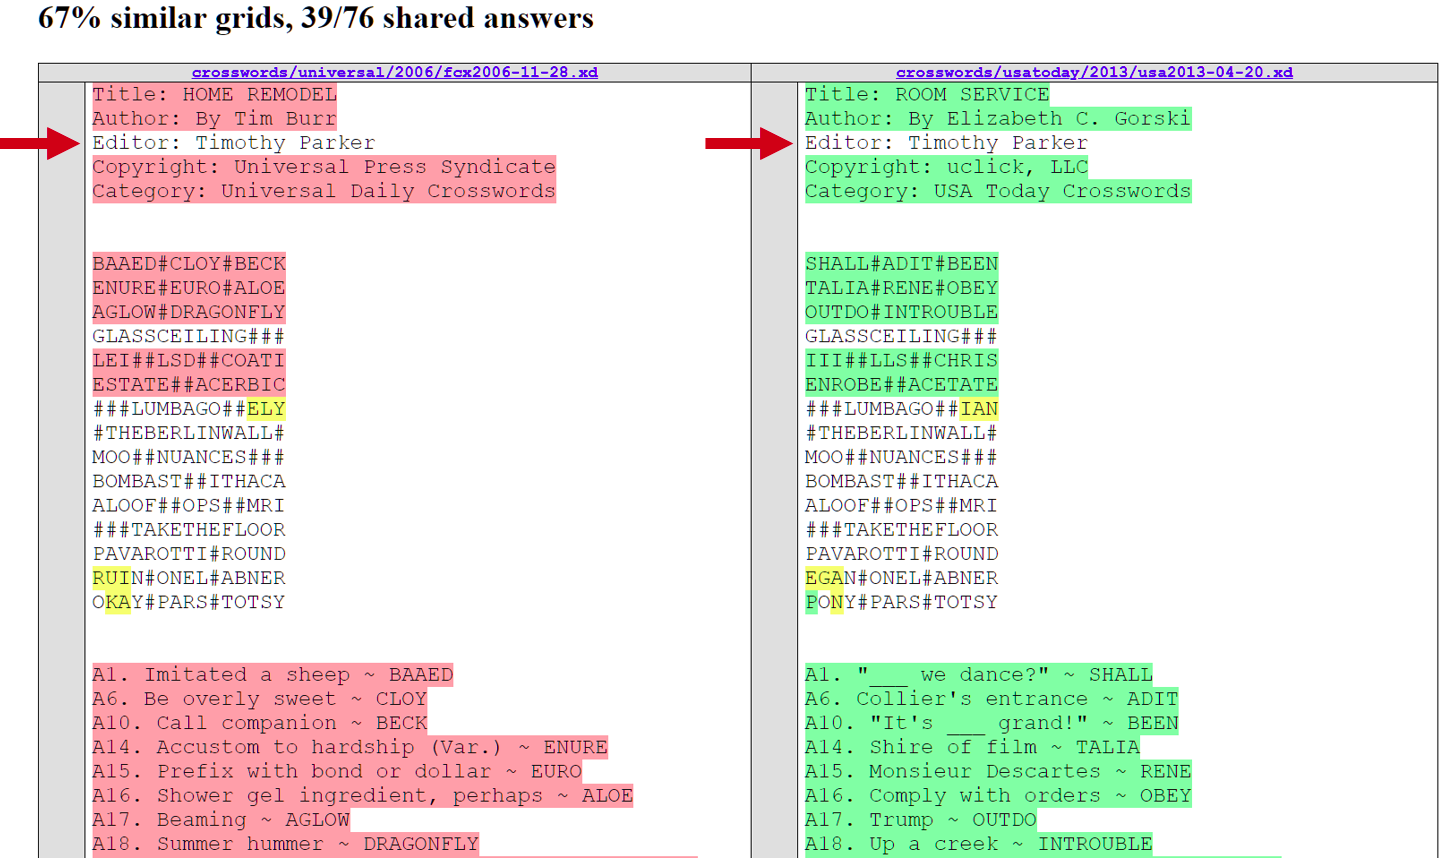 67% similar grids, 39/76 shared answers
crosswords/universal/2006/fcx2006-11-28.xd
Title: HOME REMODEL
Author: By Tim Burr
Editor: Timothy Parker
Copyright: Universal Press Syndicate
Category: Universal Daily Crosswords
BAAED#CLOY#BECK
ENURE#EURO#ALOE
AGLOW#DRAGONFLY
GLASSCEILING###
LEI##LSD##COATI
ESTATE##ACERBIC
###LUMBAGO##ELY
#THEBERLINWALL#
MOO##NUANCES###
BOMBAST##ITHACA
ALOOF##OPS##MRI
###TAKETHEFLOOR
PAVAROTTI#ROUND
RUIN#ONEL#ABNER
OKAY#PARS#TOTSY
A1. Imitated a sheep ~ BAAED
A6. Be overly sweet ~ CLOY
A10. Call companion ~ BECK
A14. Accustom to hardship (Var.) ~ ENURE
A15. Prefix with bond or dollar ~ EURO
A16. Shower gel ingredient, perhaps ~ ALOE
A17. Beaming ~ AGLOW
A18. Summer hummer ~ DRAGONFLY
crosswords/usatoday/2013/usa2013-04-20.xd
Title: ROOM SERVICE
Author: By Elizabeth C. Gorski
Editor: Timothy Parker
Copyright: uclick, LLC
Category: USA Today Crosswords
SHALL#ADIT#BEEN
TALIA#RENE#OBEY
OUTDO#INTROUBLE
GLASSCEILING###
III##LLS##CHRIS
ENROBE##ACETATE
###LUMBAGO##IAN
#THEBERLINWALL#
MOO##NUANCES###
BOMBAST##ITHACA
ALOOF##OPS##MRI
###TAKETHEFLOOR
PAVAROTTI#ROUND
EGAN#ONEL#ABNER
PONY#PARS#TOTSY
A1. "___ we dance?" ~ SHALL
A6. Collier's entrance ~ ADIT
A10. "It's ___ grand!" ~ BEEN
A14. Shire of film ~ TALIA
A15. Monsieur Descartes ~ RENE
A16. Comply with orders ~ OBEY
A17. Trump ~ OUTDO
A18. Up a creek ~ INTROUBLE